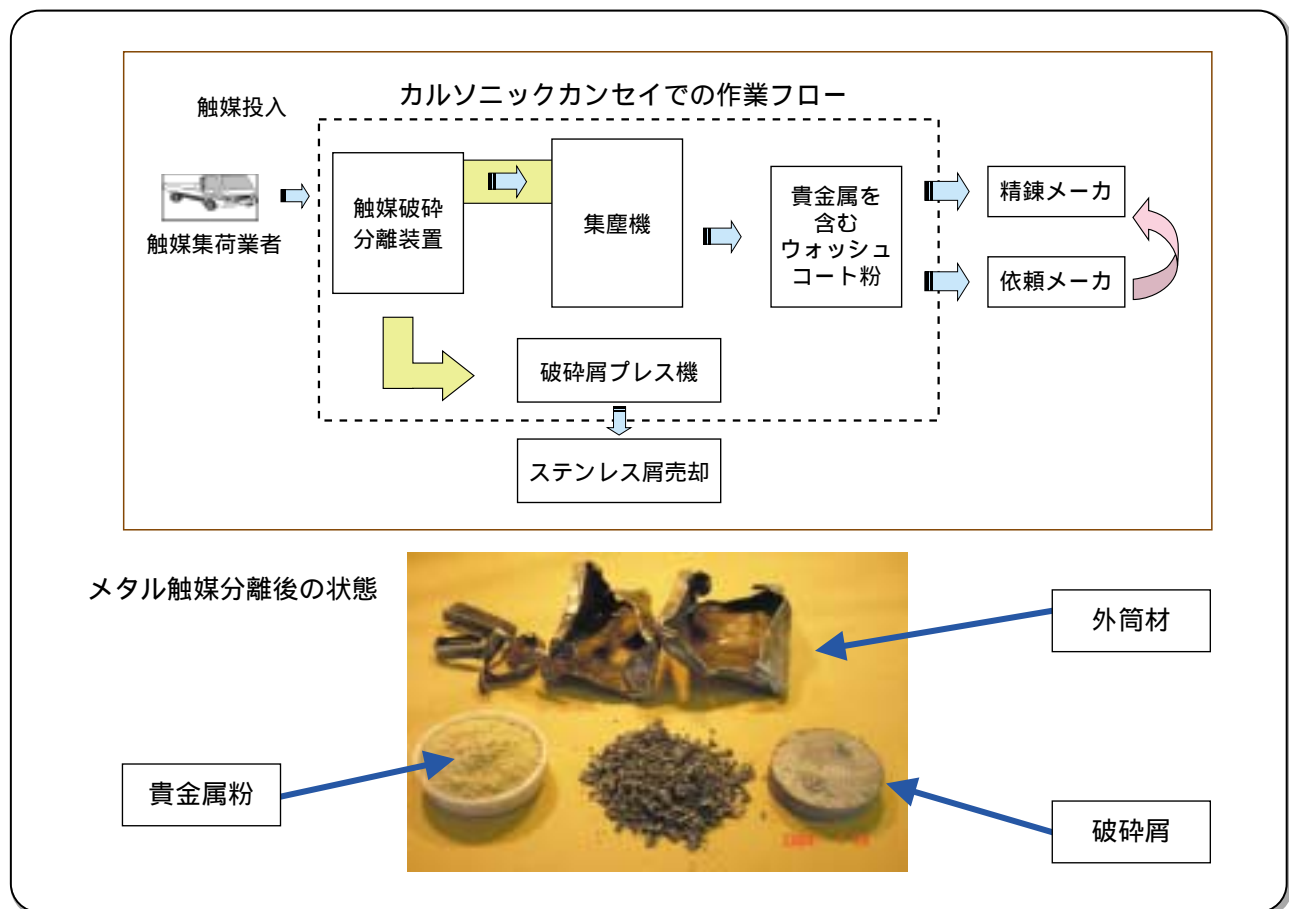 カルソニックカンセイでの作業フロー
触媒投入
触媒集荷業者
触媒破砕
分離装置
集塵機
貴金属を
含む
ウォッシュ
コート粉
精錬メーカ
依頼メーカ
破砕屑プレス機
ステンレス屑売却
メタル触媒分離後の状態
外筒材
貴金属粉
破砕屑